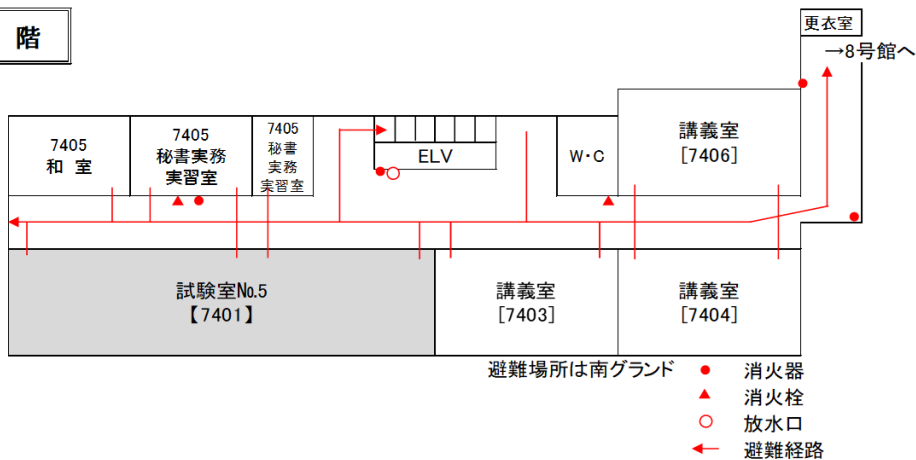 階
更衣室
→8号館へ
7405
和 室
7405
秘書実務
実習室
7405
秘書
実務
実習室
ELV
W・C
講義室
[7406]
試験室No.5
【7401】
講義室
[7403]
講義室
[7404]
避難場所は南グランド
消火器
消火栓
放水口
避難経路